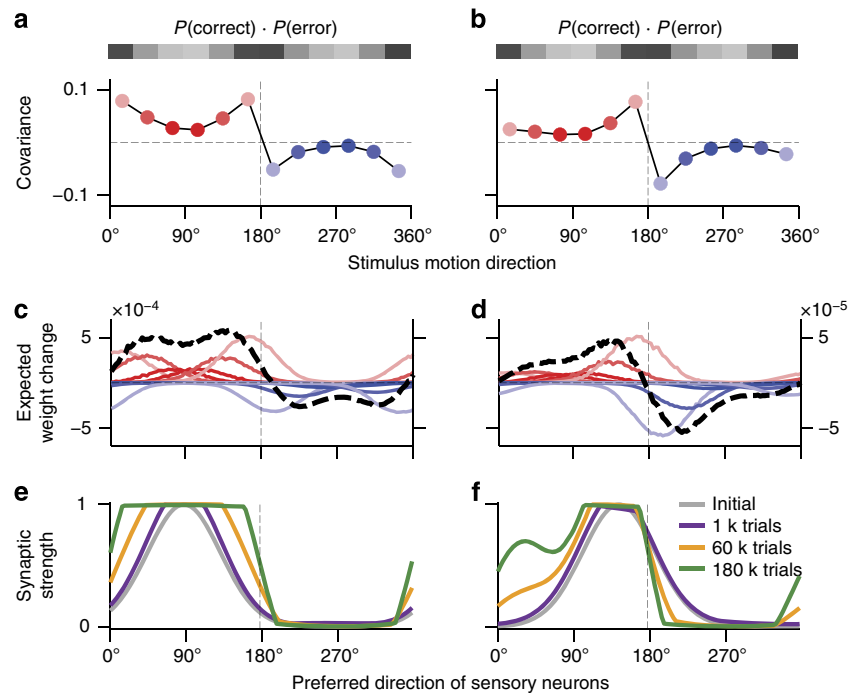 a
P(correct) · P(error)
0.1
−0.1
Covariance
0° 90° 180° 270° 360°
b
P(correct) · P(error)
0° 90° 180° 270° 360°
Stimulus motion direction
c
×10⁻⁴
5
−5
Expected weight change
d
×10⁻⁵
5
−5
e
1
0
Synaptic strength
0° 90° 180° 270°
f
Initial
1 k trials
60 k trials
180 k trials
0° 90° 180° 270°
Preferred direction of sensory neurons